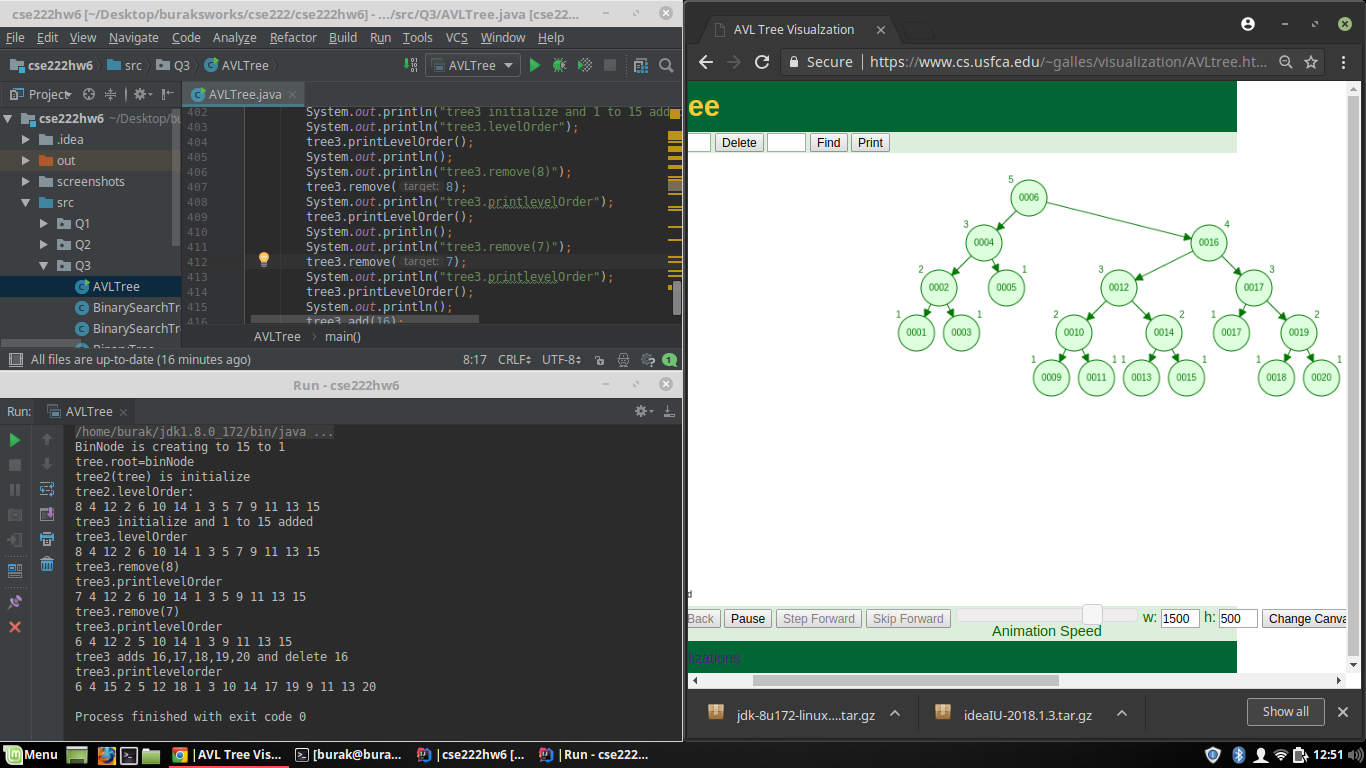 cse222hw6 [~/Desktop/buraksworks/cse222/cse222hw6] - .../src/Q3/AVLTree.java [cse22...
File Edit View Navigate Code Analyze Refactor Build Run Tools VCS Window Help
cse222hw6 src Q3 AVLTree AVLTree
Project AVLTree.java
cse222hw6 ~/Desktop/bu
.idea
out
screenshots
src
Q1
Q2
Q3
AVLTree
BinarySearchTr
BinarySearchTr
BinaryTree
402 System.out.println("tree3 initialize and 1 to 15 add
403 System.out.println("tree3.levelOrder");
404 tree3.printLevelOrder();
405 System.out.println();
406 System.out.println("tree3.remove(8)");
407 tree3.remove( target: 8);
408 System.out.println("tree3.printlevelOrder");
409 tree3.printLevelOrder();
410 System.out.println();
411 System.out.println("tree3.remove(7)");
412 tree3.remove( target: 7);
413 System.out.println("tree3.printlevelOrder");
414 tree3.printLevelOrder();
415 System.out.println();
416 tree3.add(16);
AVLTree main()
All files are up-to-date (16 minutes ago) 8:17 CRLF UTF-8 1
Run - cse222hw6
Run: AVLTree
/home/burak/jdk1.8.0_172/bin/java ...
BinNode is creating to 15 to 1
tree.root=binNode
tree2(tree) is initialize
tree2.levelOrder:
8 4 12 2 6 10 14 1 3 5 7 9 11 13 15
tree3 initialize and 1 to 15 added
tree3.levelOrder
8 4 12 2 6 10 14 1 3 5 7 9 11 13 15
tree3.remove(8)
tree3.printlevelOrder
7 4 12 2 6 10 14 1 3 5 9 11 13 15
tree3.remove(7)
tree3.printlevelOrder
6 4 12 2 5 10 14 1 3 9 11 13 15
tree3 adds 16,17,18,19,20 and delete 16
tree3.printlevelorder
6 4 15 2 5 12 18 1 3 10 14 17 19 9 11 13 20
Process finished with exit code 0
AVL Tree Visualzation
Secure https://www.cs.usfca.edu/~galles/visualization/AVLtree.ht...
ee
Delete Find Print
5 0006
3 0004 0016 4
2 0002 0005 1 3 0012 0017 3
1 0001 0003 1 2 0010 0014 2 1 0017 0019 2
1 0009 0011 1 1 0013 0015 1 1 0018 0020 1
d
Back Pause Step Forward Skip Forward w: 1500 h: 500 Change Canva
Animation Speed
lizations
jdk-8u172-linux....tar.gz ideaIU-2018.1.3.tar.gz Show all
Menu AVL Tree Vis... [burak@bura... cse222hw6 [... Run - cse222... 12:51